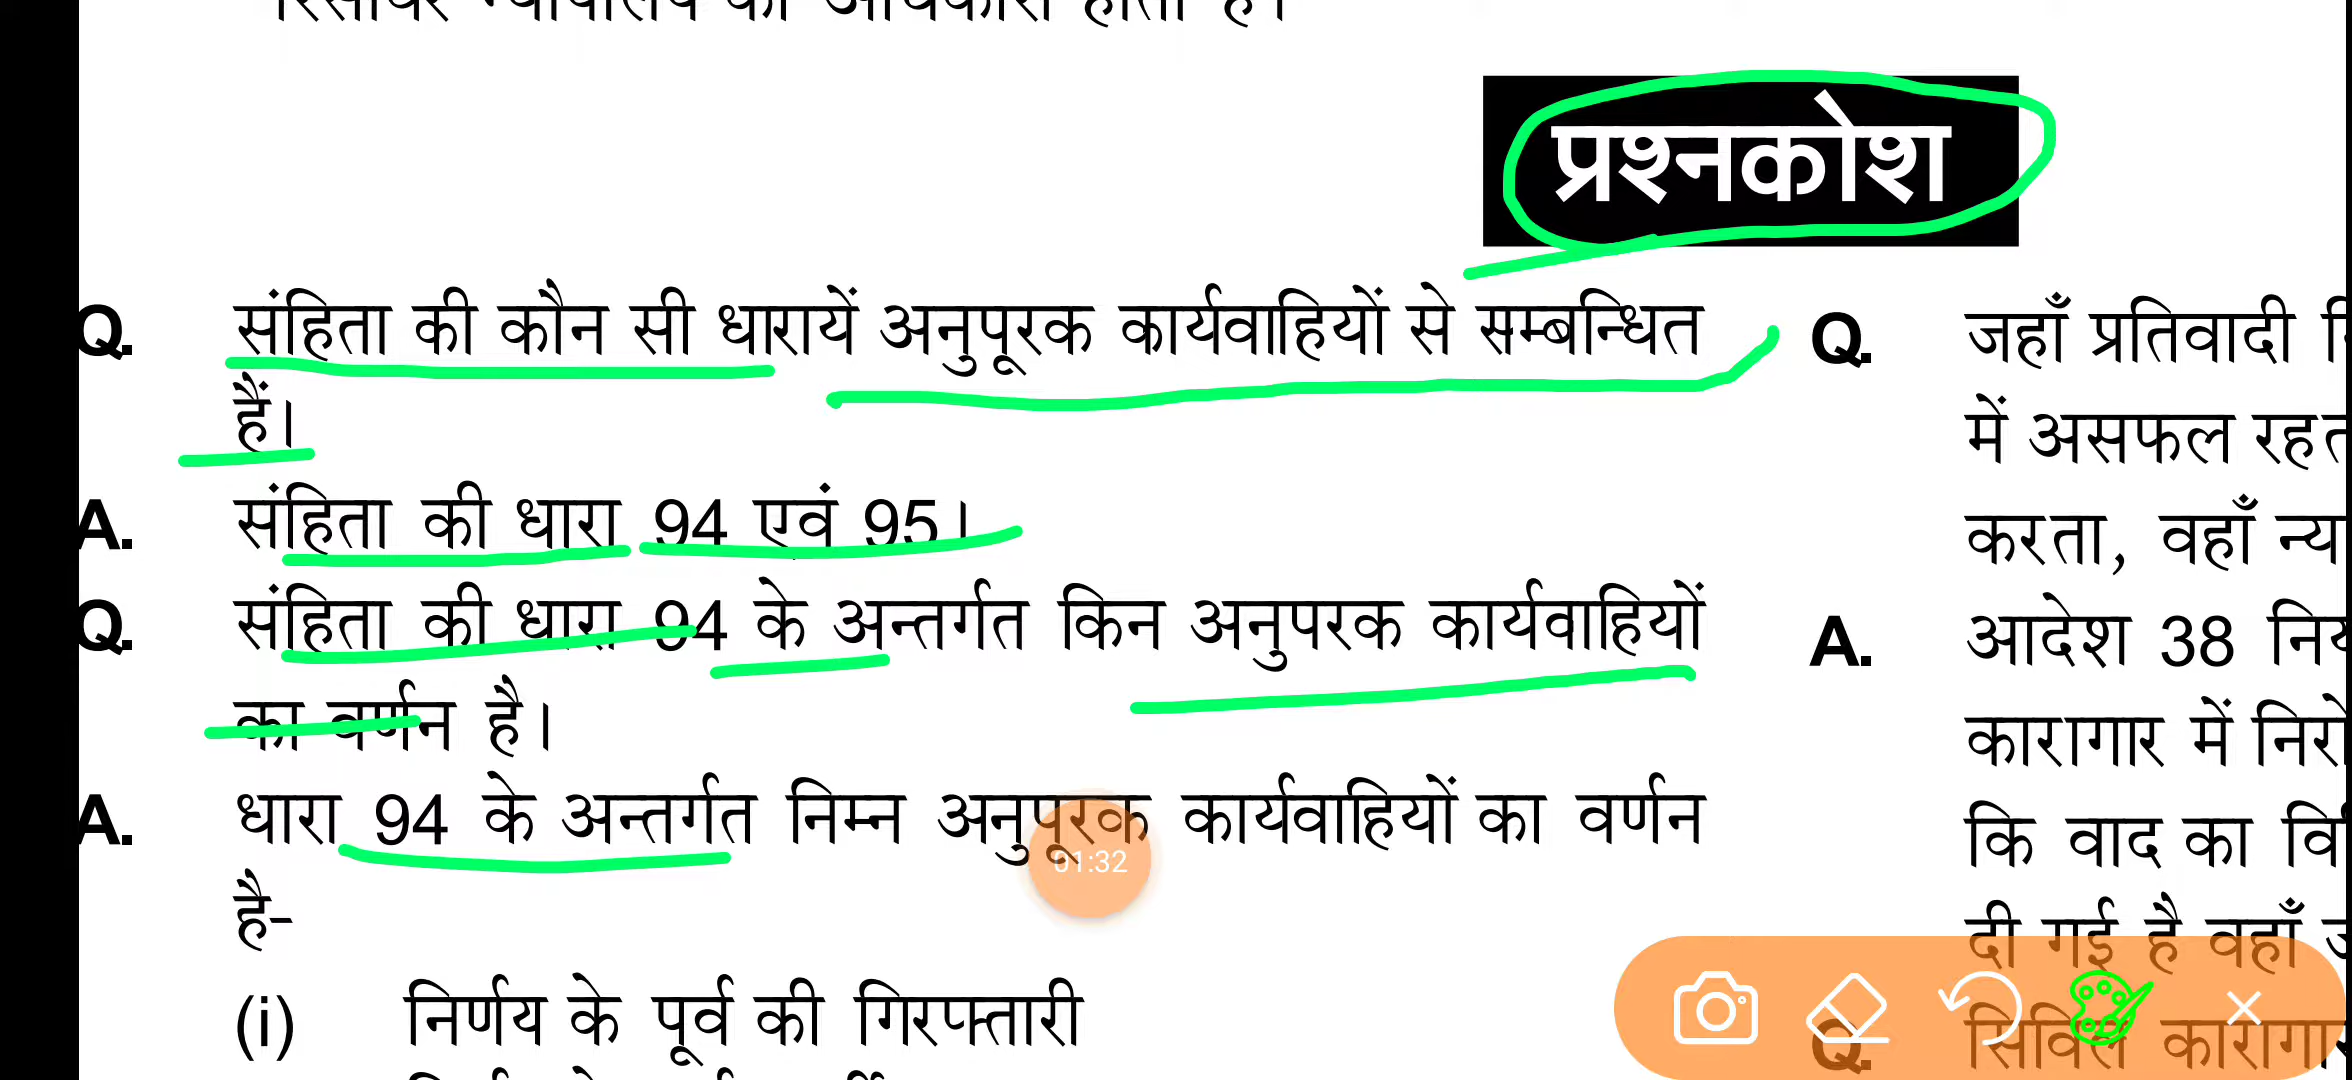 प्रश्नकोश
Q. संहिता की कौन सी धारायें अनुपूरक कार्यवाहियों से सम्बन्धित
हैं।
A. संहिता की धारा 94 एवं 95।
Q. संहिता की धारा 94 के अन्तर्गत किन अनुपरक कार्यवाहियों
का वर्णन है।
A. धारा 94 के अन्तर्गत निम्न अनुपूरक कार्यवाहियों का वर्णन
है-
(i) निर्णय के पूर्व की गिरफ्तारी
01:32
Q. जहाँ प्रतिवादी
में असफल
करता, वहाँ
A. आदेश 38
कारागार में
कि वाद का
दी गई है वहाँ
Q. सिविल